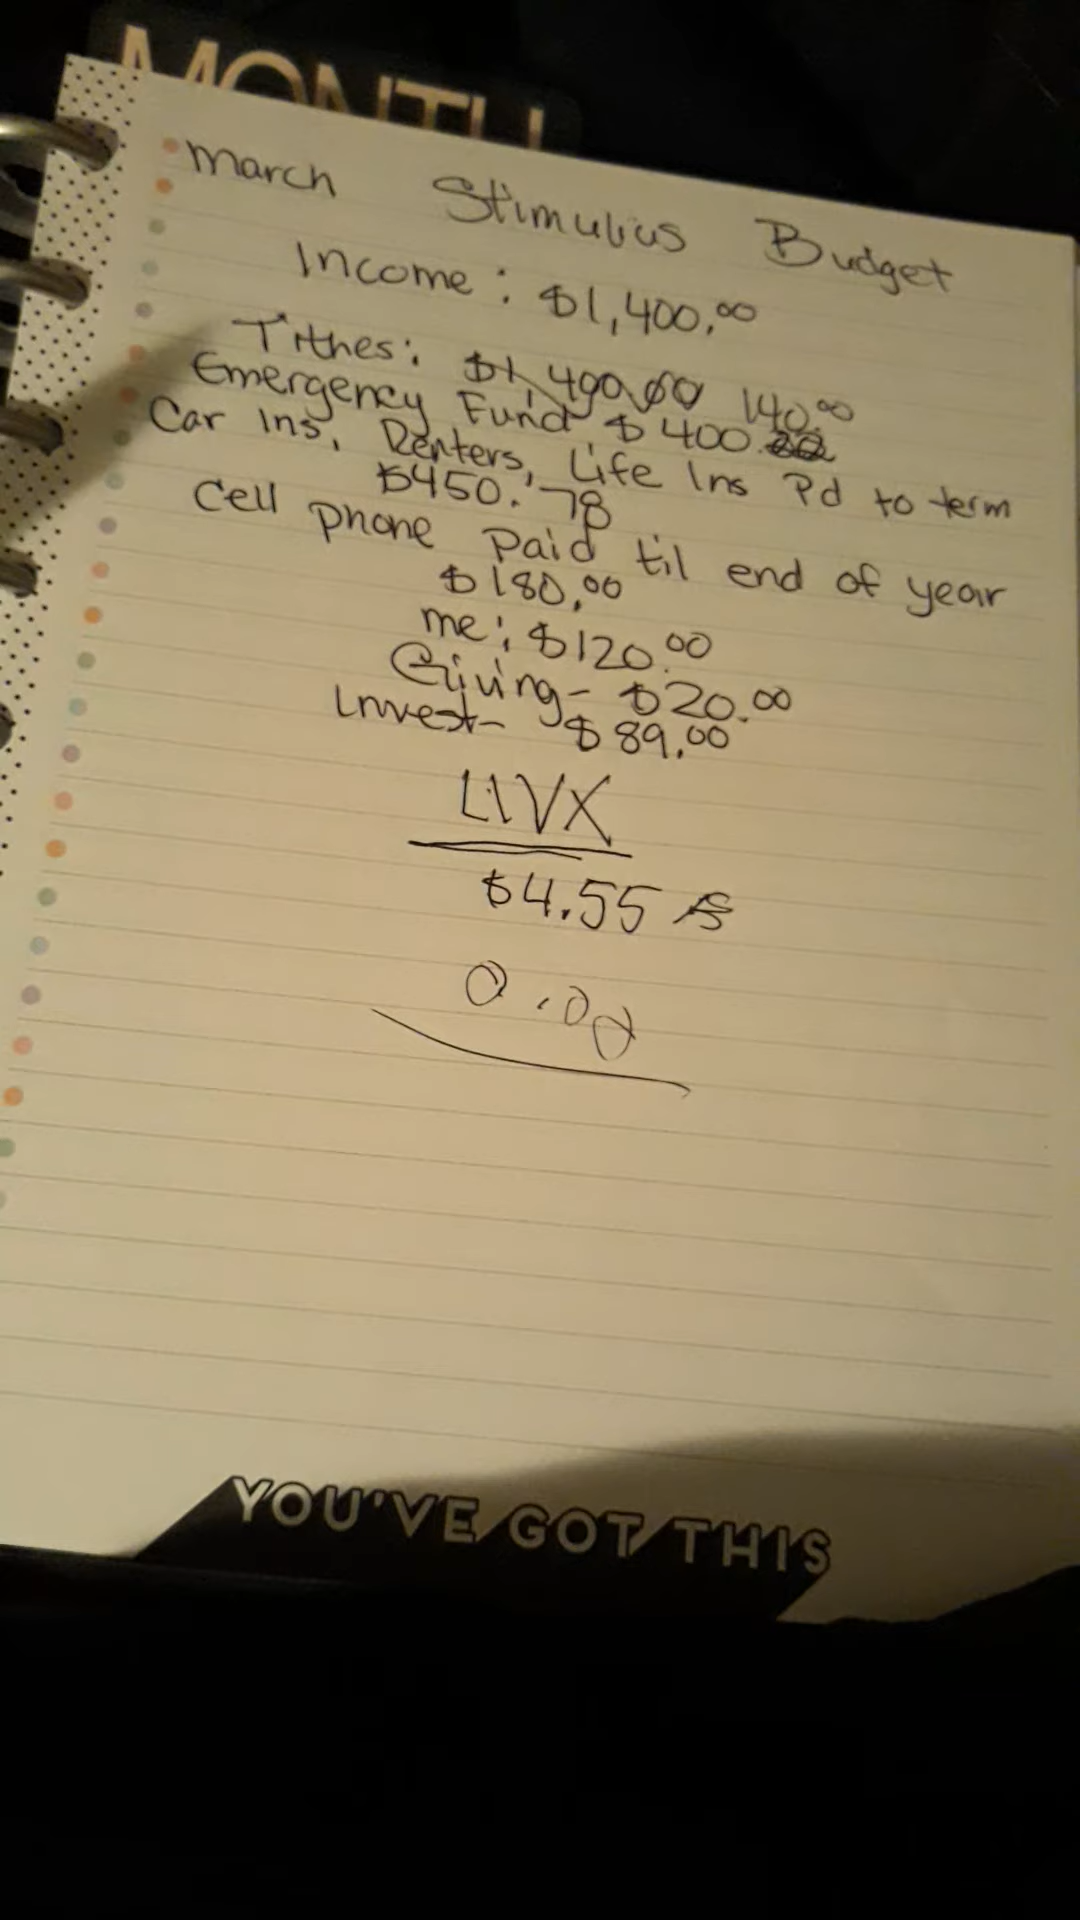 MONTH
March Stimulius Budget
Income: $1,400.00
Tithes: $1,400.00 140.00
Emergency Fund $400.
Car Ins, Renters, Life Ins Pd to term
$450.78
Cell phone Paid til end of year
$180.00
me: $120.00
Giving- $20.00
Invest- $89.00
LIVX
$4.55
0.00
YOU'VE GOT THIS